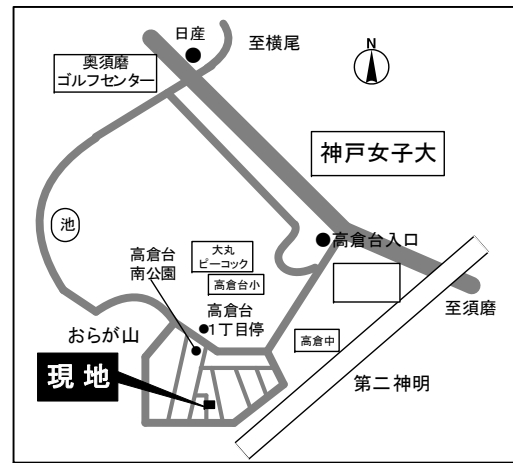 日産
至横尾
N
奥須磨
ゴルフセンター
神戸女子大
池
高倉台
南公園
大丸
ピーコック
高倉台入口
高倉台小
高倉台
1丁目停
至須磨
おらが山
高倉中
現地
第二神明